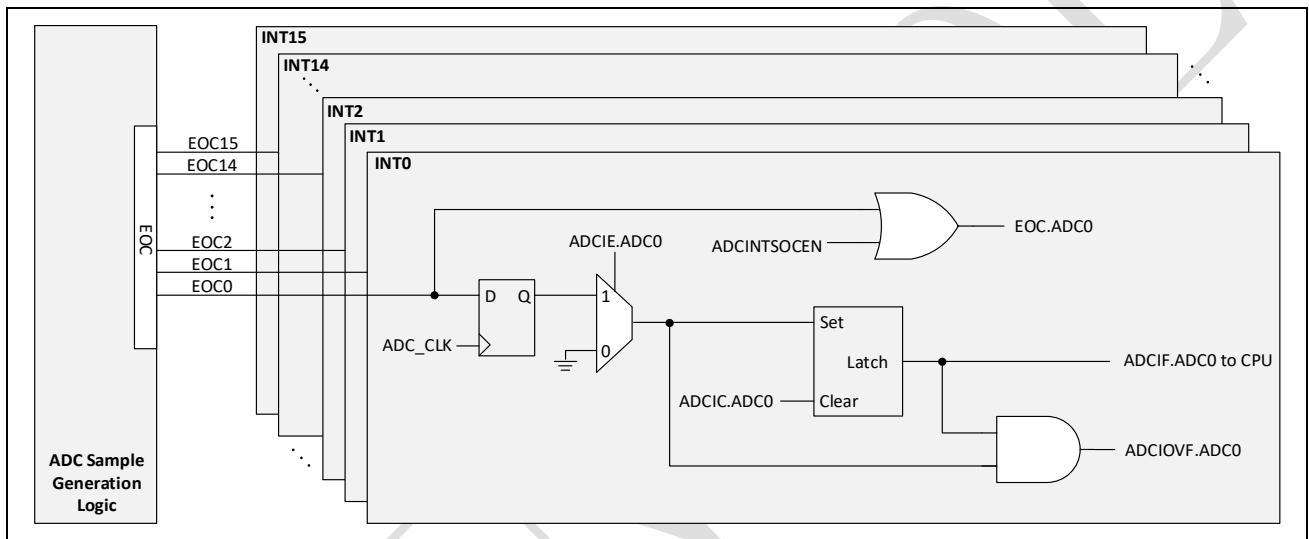 INT15
INT14
INT2
INT1
INT0
EOC15
EOC14
EOC2
EOC1
EOC0
EOC
ADCINTSOCEN
EOC.ADC0
ADCIE.ADC0
D Q
1
0
ADC_CLK
Set
Latch
Clear
ADCIC.ADC0
ADCIF.ADC0 to CPU
ADCIOVF.ADC0
ADC Sample
Generation
Logic